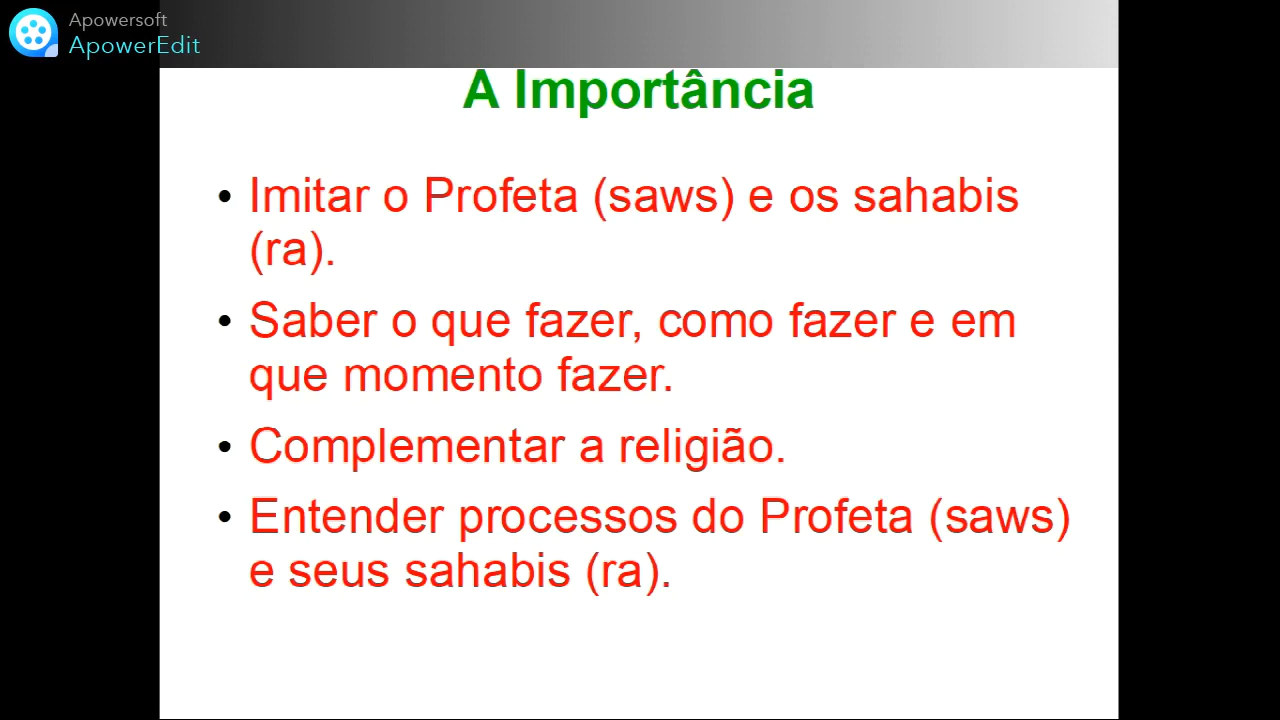 Apowersoft
ApowerEdit
A Importância
• Imitar o Profeta (saws) e os sahabis
(ra).
• Saber o que fazer, como fazer e em
que momento fazer.
• Complementar a religião.
• Entender processos do Profeta (saws)
e seus sahabis (ra).